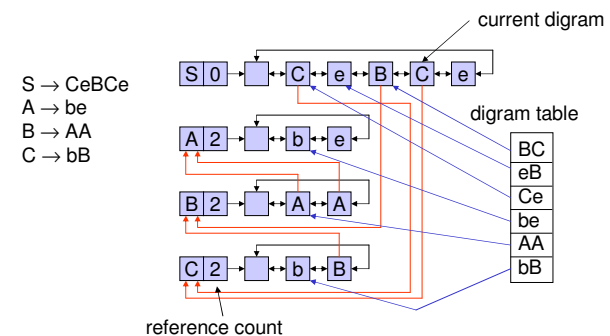 current digram
S 0 C e B C e
S → CeBCe
A → be
B → AA
C → bB
digram table
A 2 b e
BC
eB
Ce
be
AA
bB
B 2 A A
C 2 b B
reference count